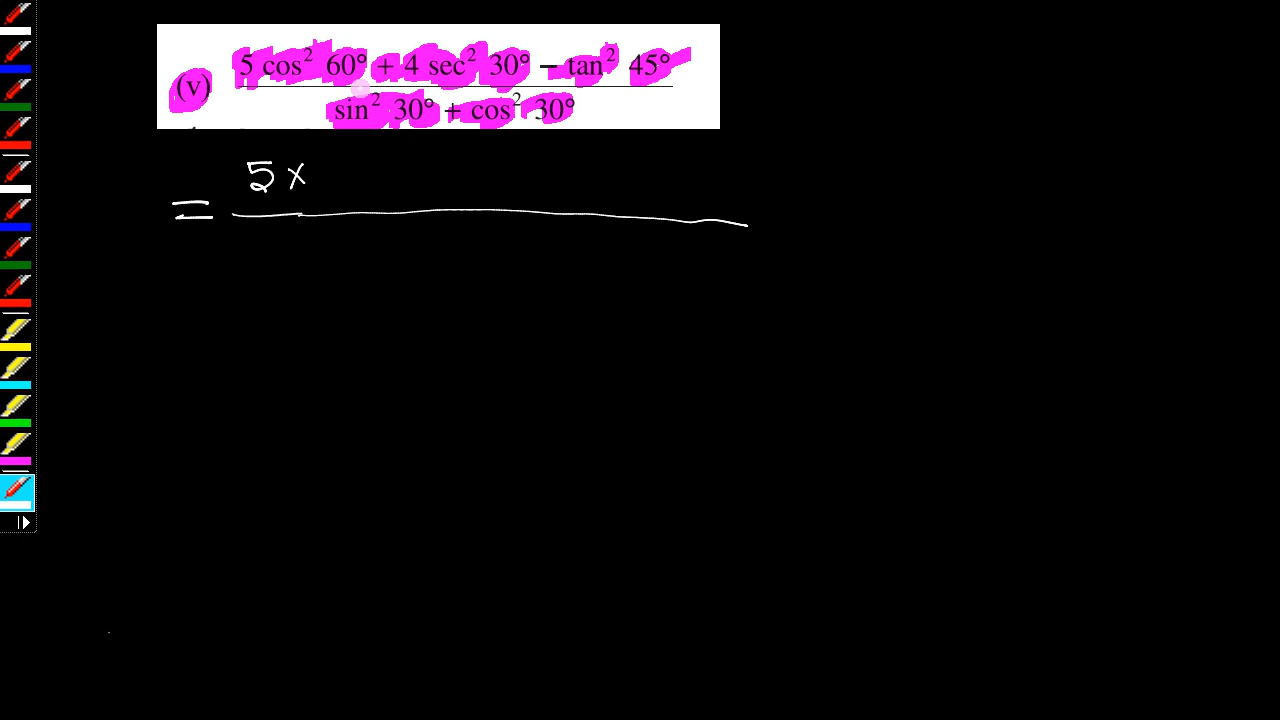 (v) 5 cos² 60° + 4 sec² 30° − tan² 45°
sin² 30° + cos² 30°
= 5 ×